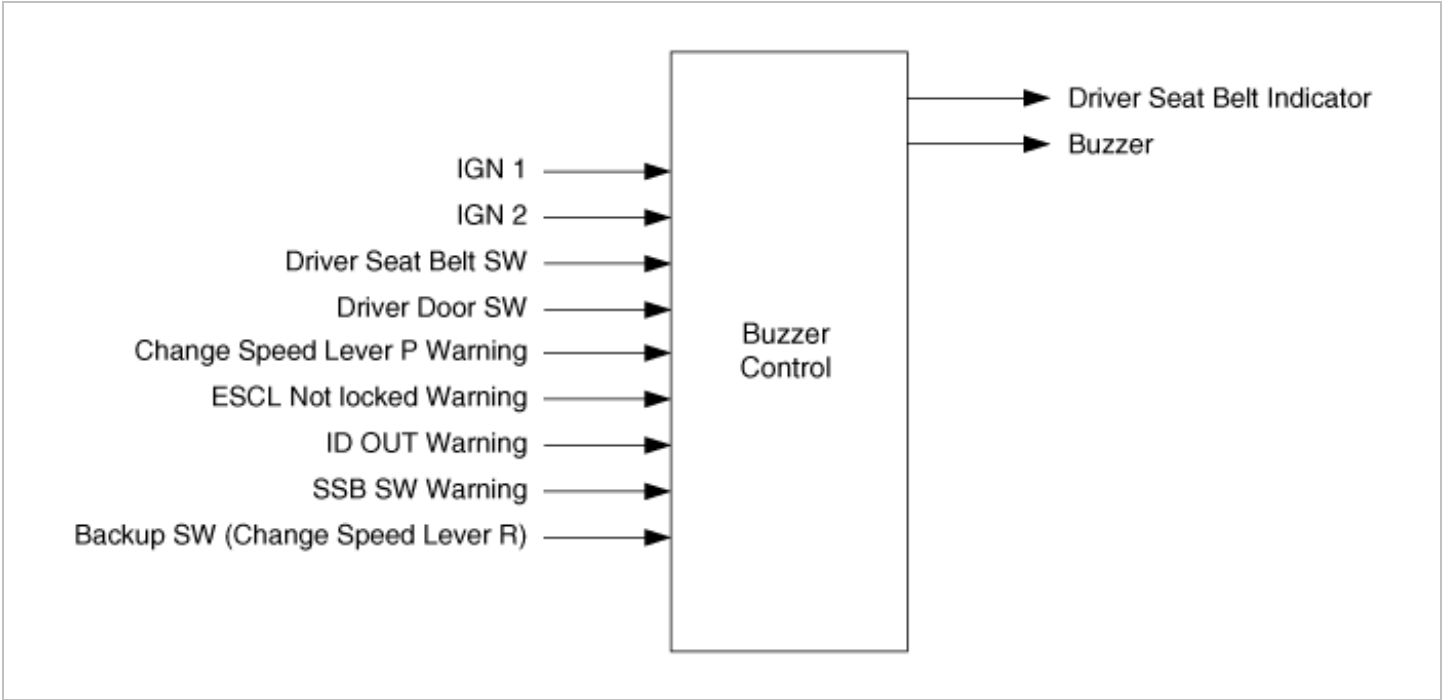 Driver Seat Belt Indicator
Buzzer
IGN 1
IGN 2
Driver Seat Belt SW
Driver Door SW
Change Speed Lever P Warning
ESCL Not locked Warning
ID OUT Warning
SSB SW Warning
Backup SW (Change Speed Lever R)
Buzzer
Control